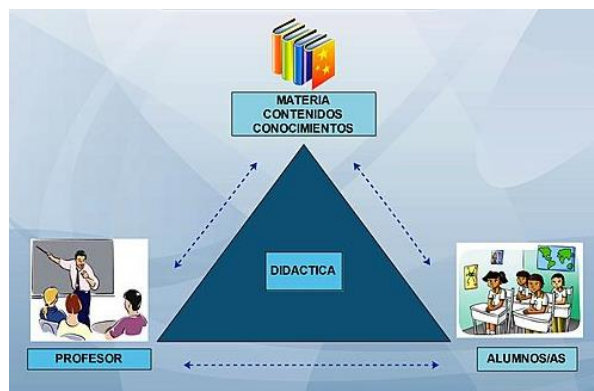 MATERIA
CONTENIDOS
CONOCIMIENTOS
DIDACTICA
PROFESOR
ALUMNOS/AS